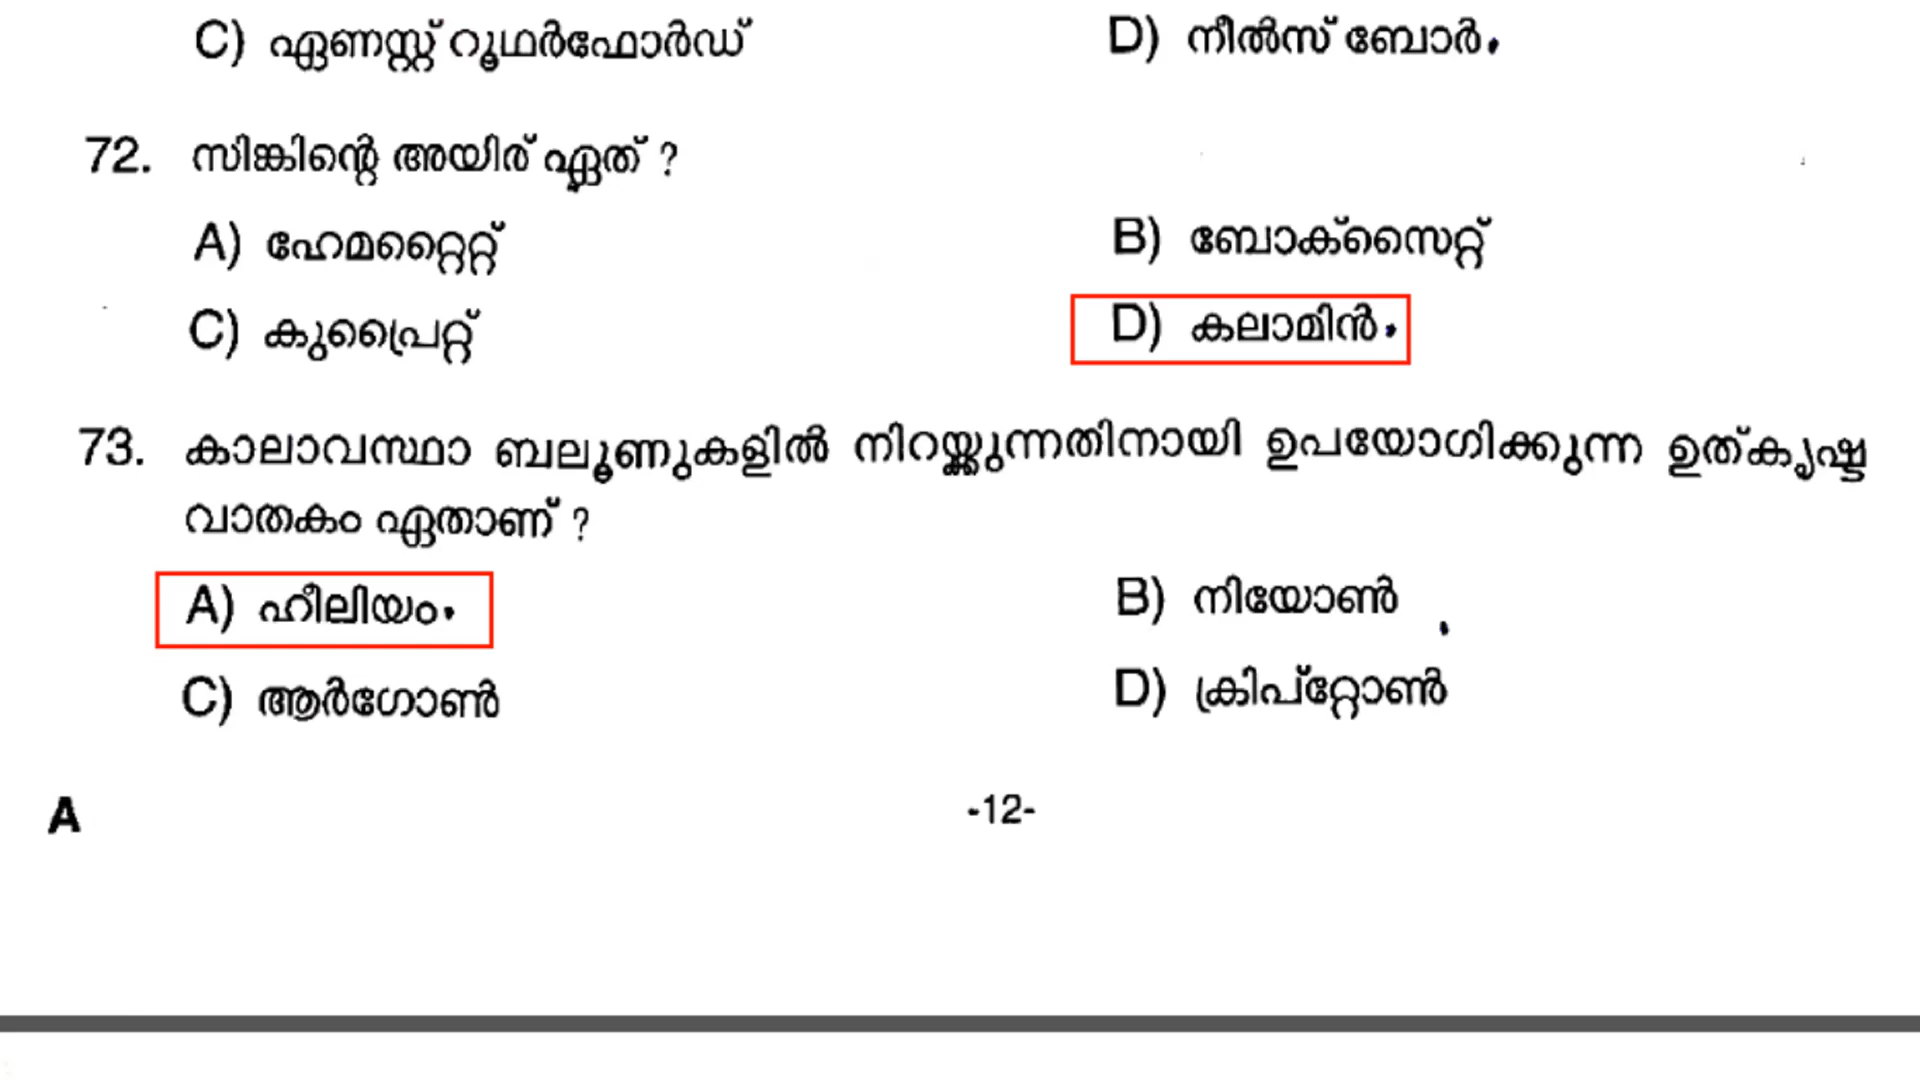 C) ഏണസ്റ്റ് റൂഥർഫോർഡ് D) നീൽസ് ബോർ
72. സിങ്കിന്റെ അയിര് ഏത് ?
A) ഹേമറ്റൈറ്റ് B) ബോക്സൈറ്റ്
C) കുപ്രൈറ്റ് D) കലാമിൻ
73. കാലാവസ്ഥാ ബലൂണുകളിൽ നിറയ്ക്കുന്നതിനായി ഉപയോഗിക്കുന്ന ഉത്കൃഷ്ട
വാതകം ഏതാണ് ?
A) ഹീലിയം B) നിയോൺ
C) ആർഗോൺ D) ക്രിപ്റ്റോൺ
A -12-